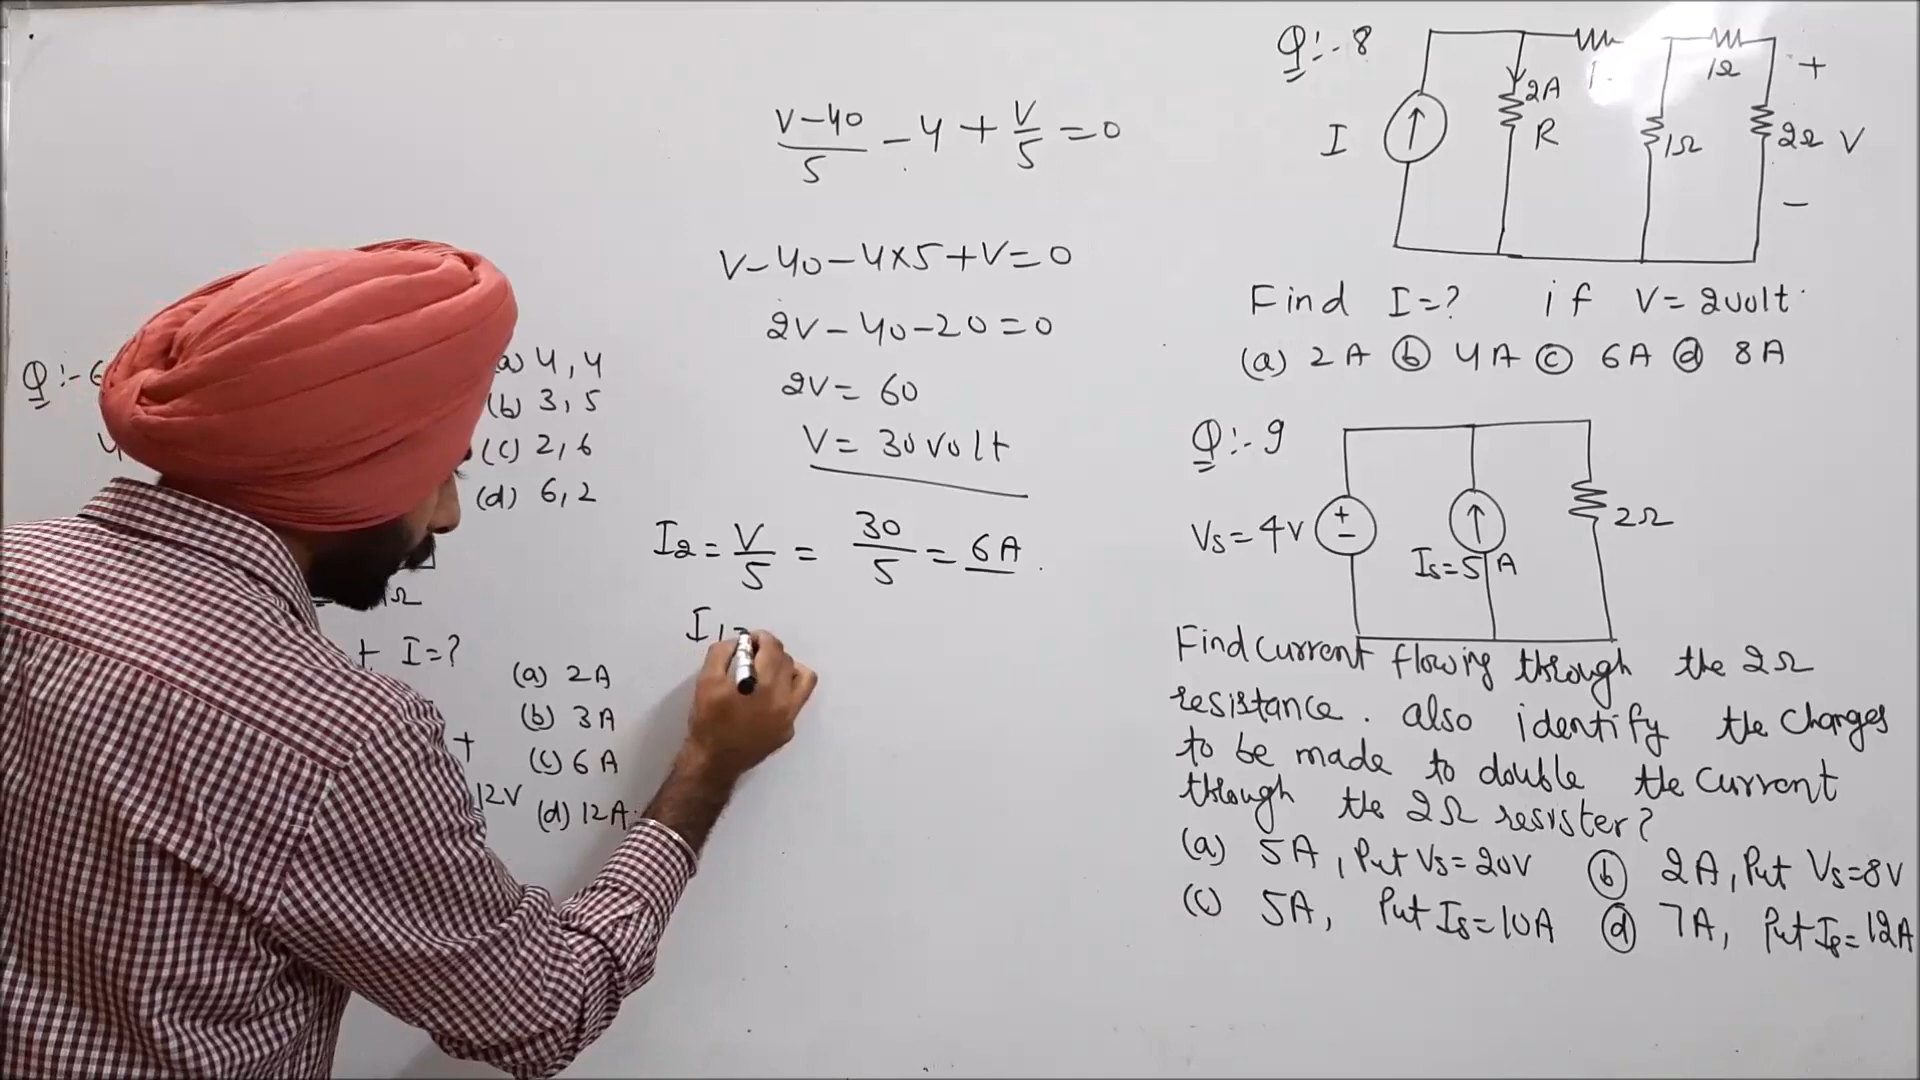 Q:-6
(a) 4, 4
(b) 3, 5
(c) 2, 6
(d) 6, 2
Ω
I=?
(a) 2A
(b) 3A
(c) 6A
(d) 12A
+
12V
V-40/5 - 4 + V/5 = 0
V-40-4×5+V=0
2V-40-20=0
2V= 60
V= 30volt
I2 = V/5 = 30/5 = 6A
I1=
Q:-8
I
2A
R
1Ω
1Ω
+
2Ω V
-
Find I=? if V= 2volt
(a) 2A (b) 4A (c) 6A (d) 8A
Q:-9
Vs=4V
+
-
Is=5A
2Ω
Find current flowing through the 2Ω
resistance. also identify the changes
to be made to double the current
through the 2Ω resister?
(a) 5A, Put Vs=20V (b) 2A, Put Vs=8V
(c) 5A, Put Is=10A (d) 7A, Put Is=12A